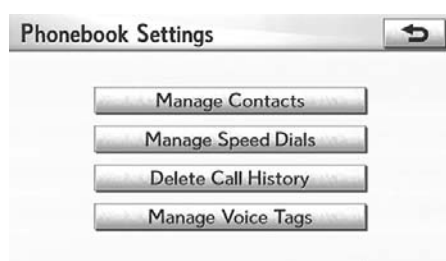 Phonebook Settings
Manage Contacts
Manage Speed Dials
Delete Call History
Manage Voice Tags